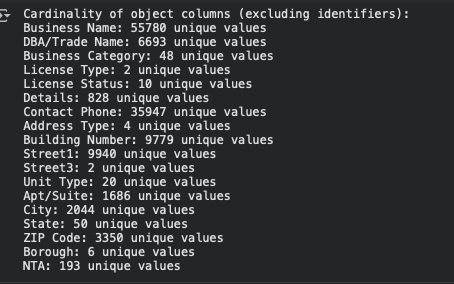 Cardinality of object columns (excluding identifiers):
Business Name: 55780 unique values
DBA/Trade Name: 6693 unique values
Business Category: 48 unique values
License Type: 2 unique values
License Status: 10 unique values
Details: 828 unique values
Contact Phone: 35947 unique values
Address Type: 4 unique values
Building Number: 9779 unique values
Street1: 9940 unique values
Street3: 2 unique values
Unit Type: 20 unique values
Apt/Suite: 1686 unique values
City: 2044 unique values
State: 50 unique values
ZIP Code: 3350 unique values
Borough: 6 unique values
NTA: 193 unique values